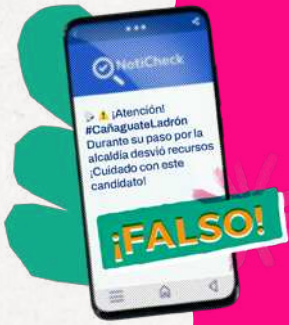 NotiCheck
¡Atención!
#CañaguateLadrón
Durante su paso por la
alcaldía desvió recursos
¡Cuidado con este
candidato!
¡FALSO!